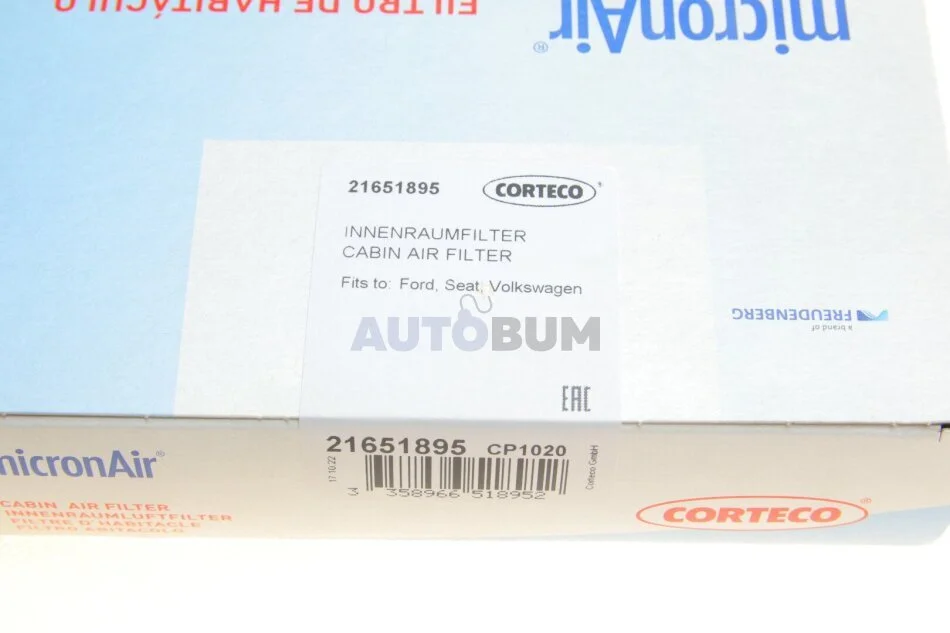 FILTRO DE HABITÁCULO
micronAir®
21651895 CORTECO®
INNENRAUMFILTER
CABIN AIR FILTER
Fits to: Ford, Seat, Volkswagen
a brand of
FREUDENBERG
AUTOBUM
EAC
21651895 CP1020
17.10.22
3 358966 518952
Corteco GmbH
micronAir®
CABIN AIR FILTER
INNENRAUMLUFTFILTER
FILTRE D'HABITACLE
FILTRO ABITACOLO
CORTECO®